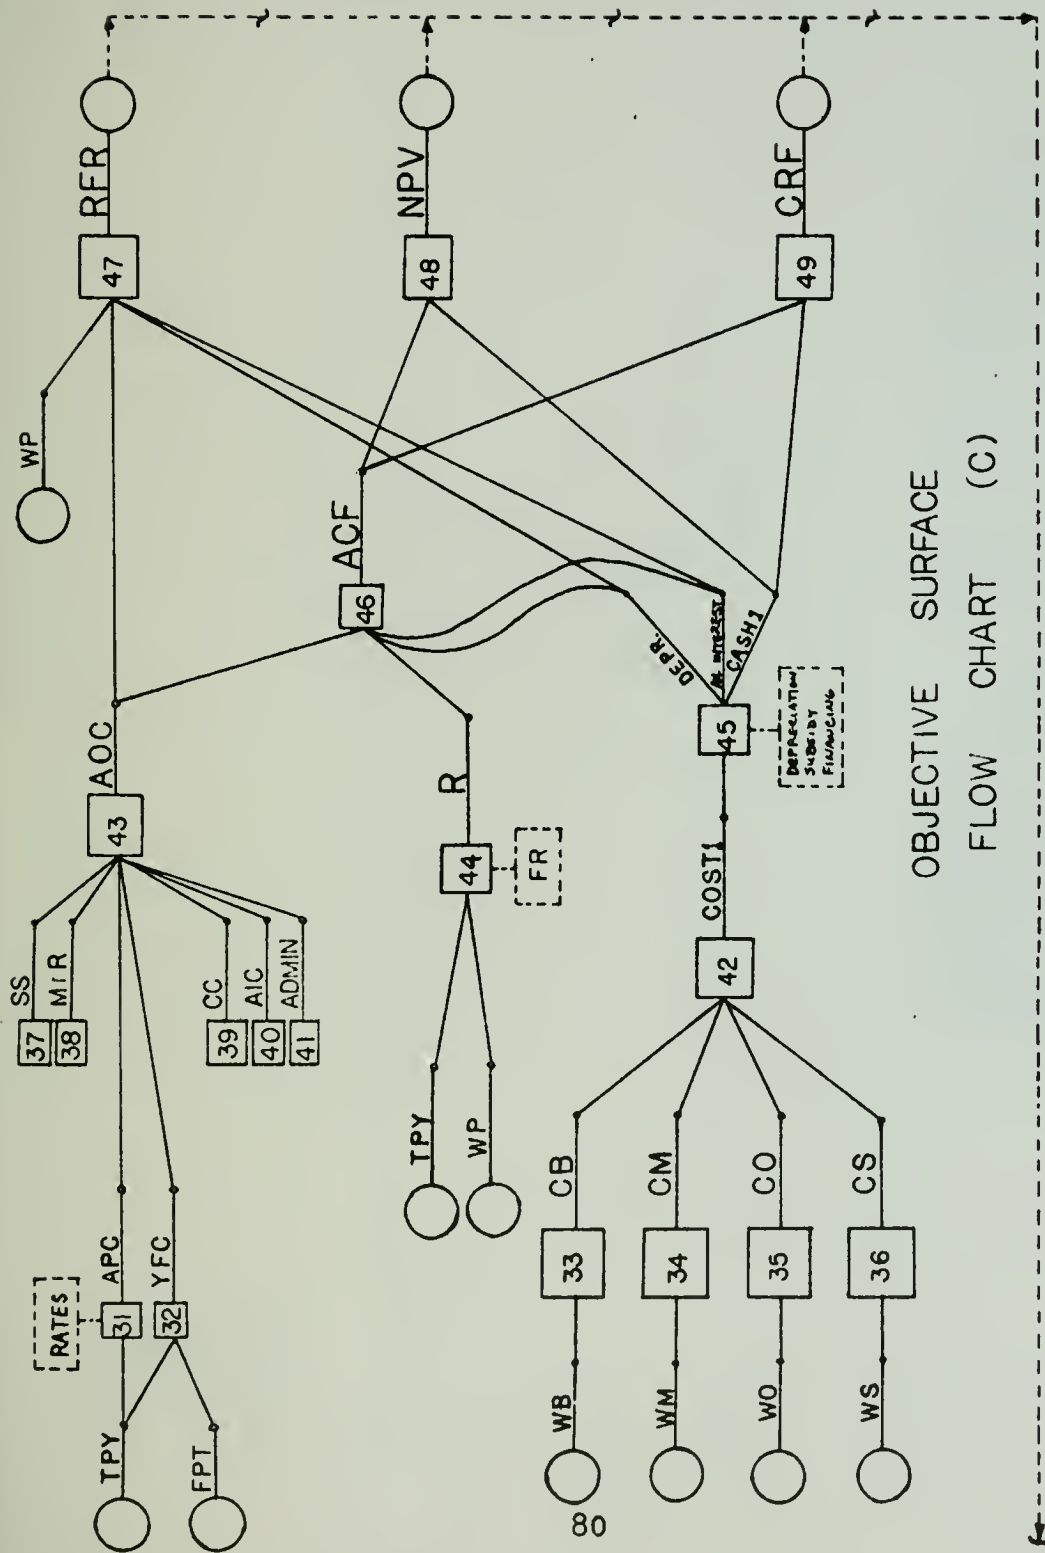 RATES
TPY
31
APC
FPT
32
YFC
37
SS
38
MIR
39
CC
40
AIC
41
ADMIN
43
AOC
WP
47
RFR
TPY
WP
44
R
FR
46
ACF
48
NPV
WB
33
CB
WM
34
CM
WO
35
CO
WS
36
CS
42
COST1
45
DEPR.
INTEREST
CASH1
DEPRECIATION
SUBSIDY
FINANCING
49
CRF
OBJECTIVE SURFACE
FLOW CHART (C)
80